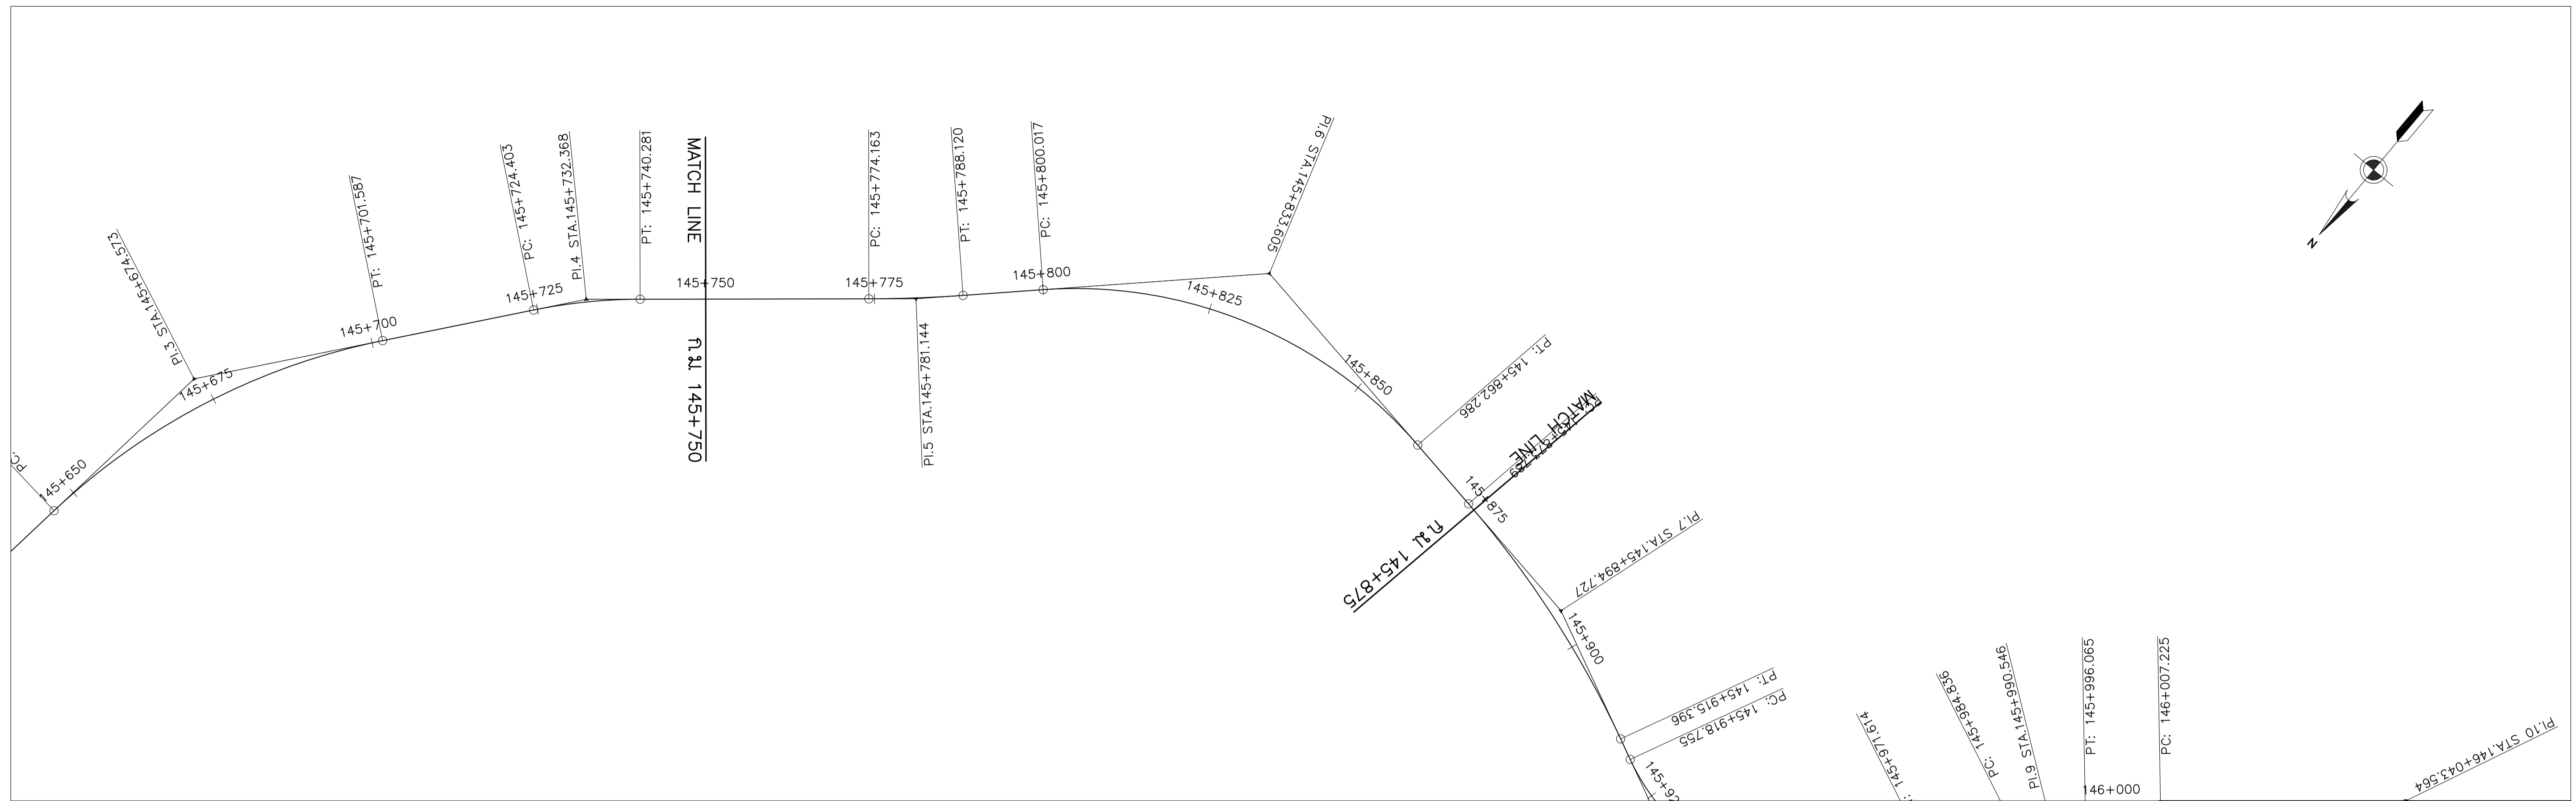 PC:
145+650
PI.3 STA.145+674.573
145+675
PT: 145+701.587
145+700
PC: 145+724.403
145+725
PI.4 STA.145+732.368
PT: 145+740.281
MATCH LINE
ก.ม. 145+750
145+750
PC: 145+774.163
145+775
PI.5 STA.145+781.144
PT: 145+788.120
PC: 145+800.017
145+800
145+825
PI.6 STA.145+833.605
145+850
PT: 145+862.286
MATCH LINE
ก.ม. 145+875
145+875
PI.7 STA.145+894.727
145+900
PT: 145+915.396
PC: 145+918.755
145+92
: 145+971.614
PC: 145+984.836
PI.9 STA.145+990.546
PT: 145+996.065
146+000
PC: 146+007.225
PI.10 STA.146+043.564
N